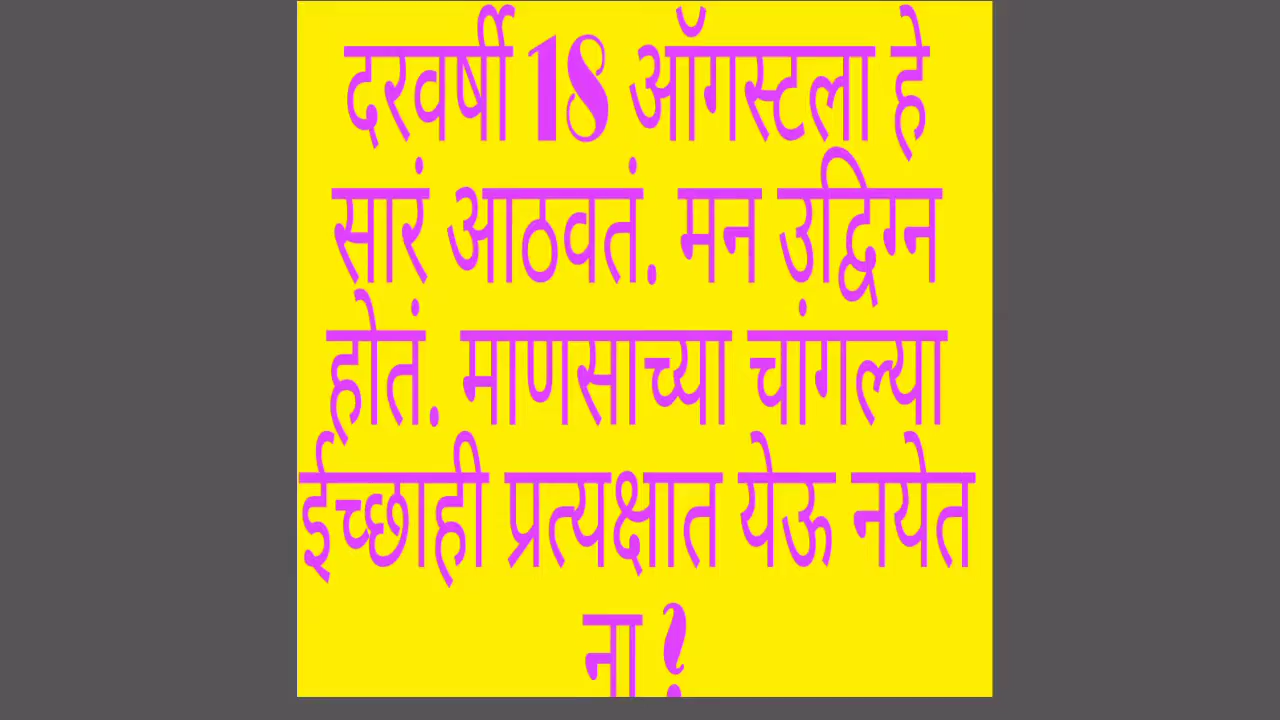 दरवर्षी 18 ऑगस्टला हे
सारं आठवतं. मन उद्विग्न
होतं. माणसाच्या चांगल्या
ईच्छाही प्रत्यक्षात येऊ नयेत
ना ?